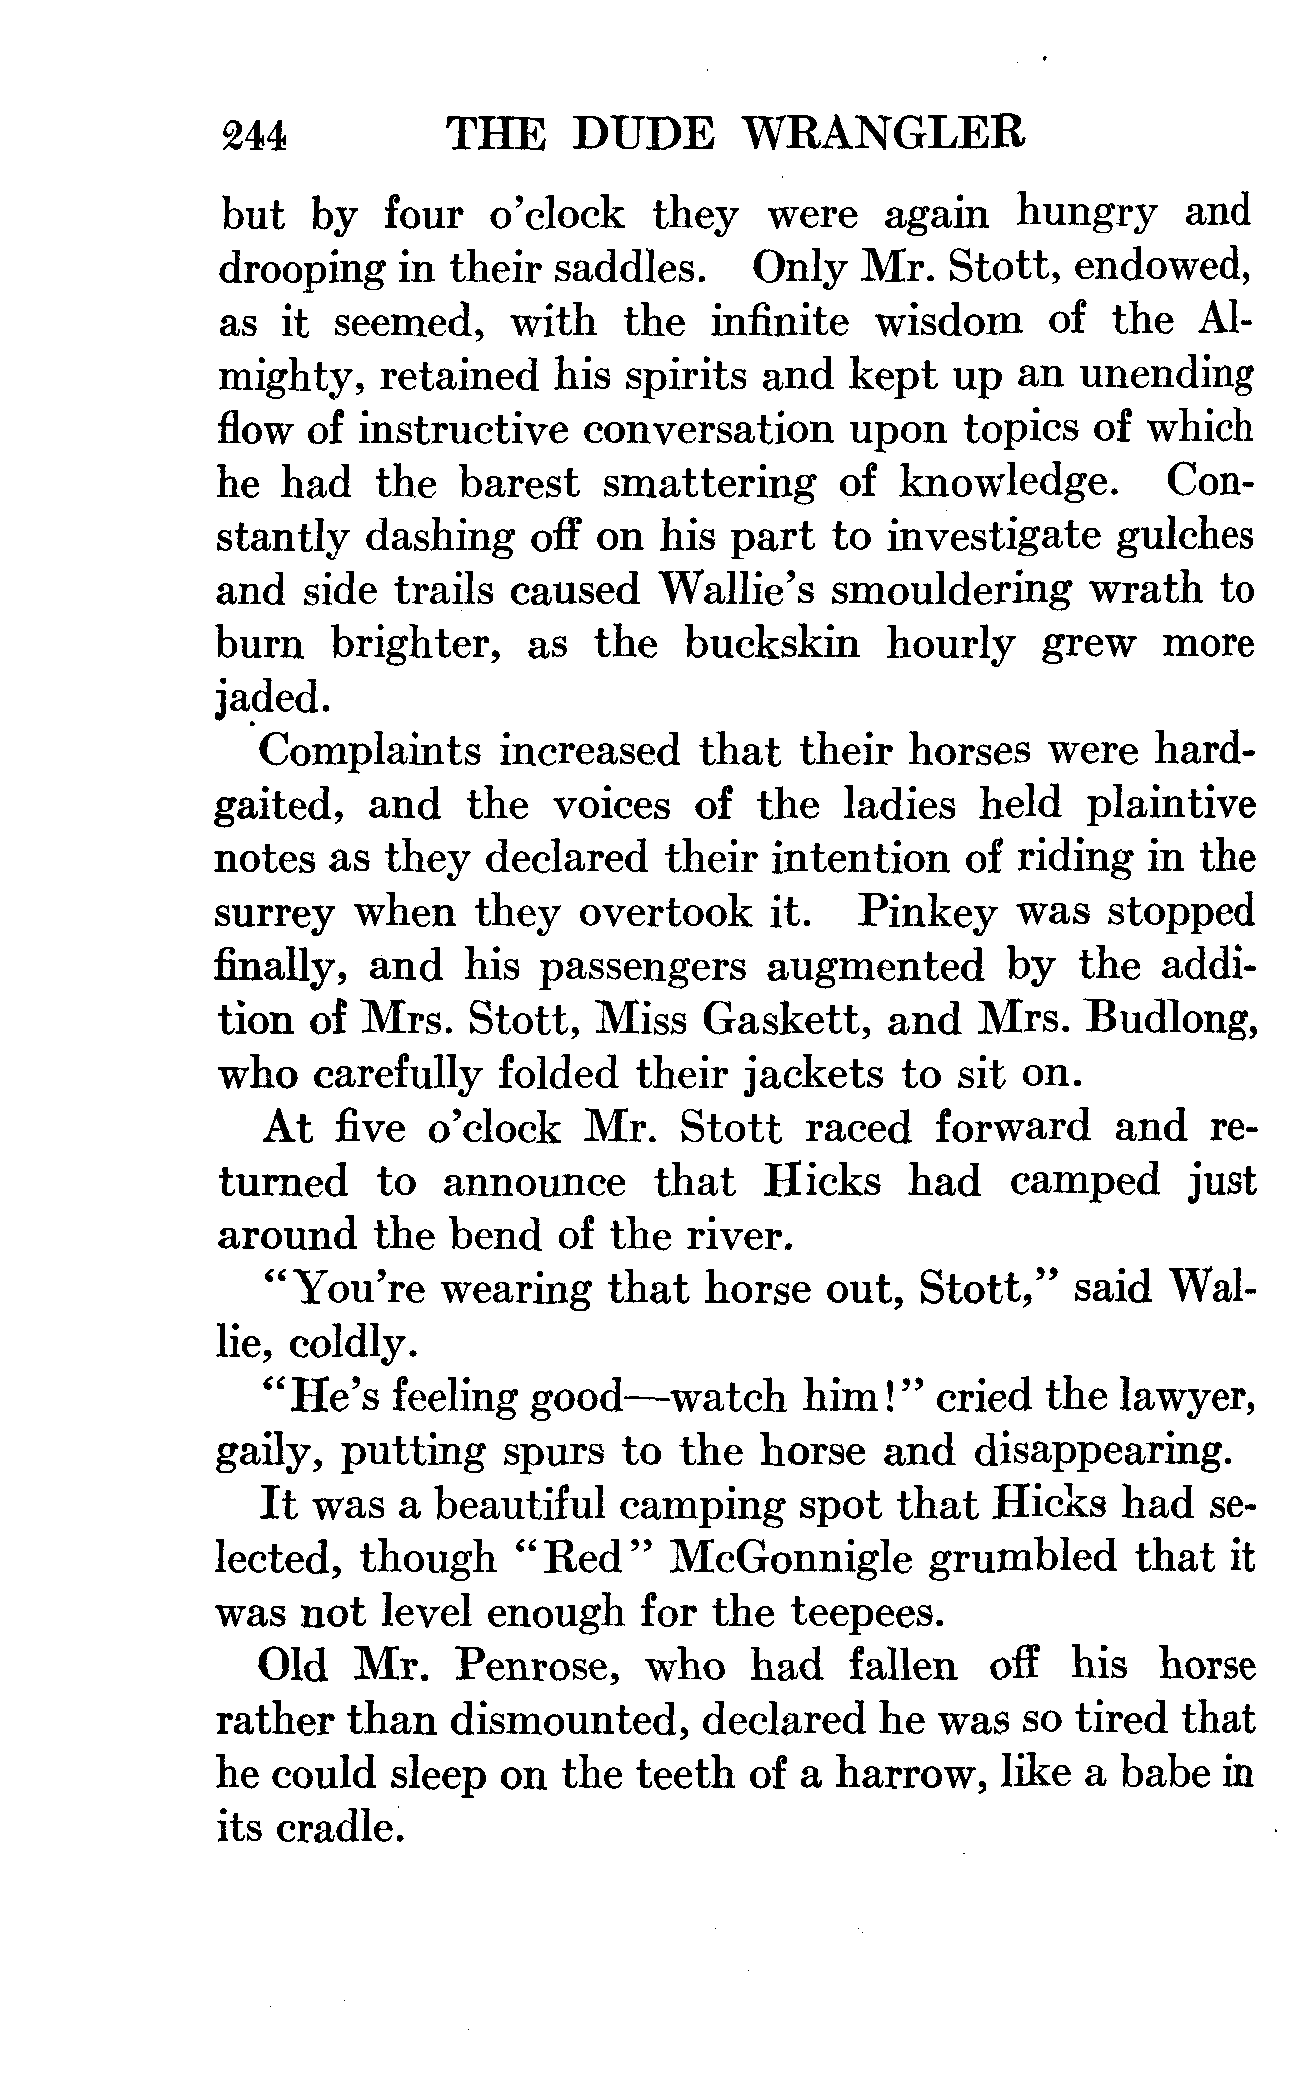 244 THE DUDE WRANGLER
but by four o'clock they were again hungry and
drooping in their saddles. Only Mr. Stott, endowed,
as it seemed, with the infinite wisdom of the Al-
mighty, retained his spirits and kept up an unending
flow of instructive conversation upon topics of which
he had the barest smattering of knowledge. Con-
stantly dashing off on his part to investigate gulches
and side trails caused Wallie's smouldering wrath to
burn brighter, as the buckskin hourly grew more
jaded.
Complaints increased that their horses were hard-
gaited, and the voices of the ladies held plaintive
notes as they declared their intention of riding in the
surrey when they overtook it. Pinkey was stopped
finally, and his passengers augmented by the addi-
tion of Mrs. Stott, Miss Gaskett, and Mrs. Budlong,
who carefully folded their jackets to sit on.
At five o'clock Mr. Stott raced forward and re-
turned to announce that Hicks had camped just
around the bend of the river.
"You're wearing that horse out, Stott," said Wal-
lie, coldly.
"He's feeling good—watch him!" cried the lawyer,
gaily, putting spurs to the horse and disappearing.
It was a beautiful camping spot that Hicks had se-
lected, though "Red" McGonnigle grumbled that it
was not level enough for the teepees.
Old Mr. Penrose, who had fallen off his horse
rather than dismounted, declared he was so tired that
he could sleep on the teeth of a harrow, like a babe in
its cradle.